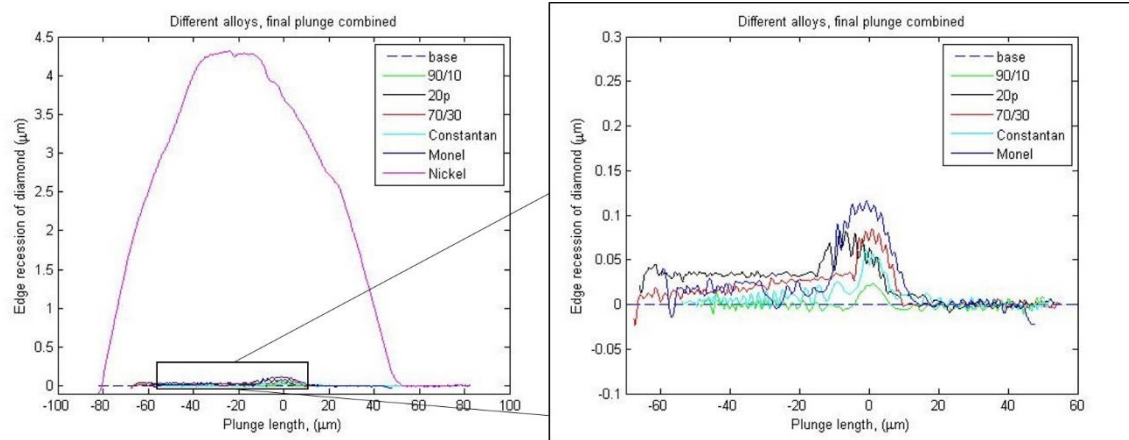 Different alloys, final plunge combined
4.5
4
3.5
3
2.5
2
1.5
1
0.5
0
Edge recession of diamond (μm)
base
90/10
20p
70/30
Constantan
Monel
Nickel
-100 -80 -60 -40 -20 0 20 40 60 80 100
Plunge length, (μm)
Different alloys, final plunge combined
0.3
0.25
0.2
0.15
0.1
0.05
0
-0.05
-0.1
Edge recession of diamond (μm)
base
90/10
20p
70/30
Constantan
Monel
-60 -40 -20 0 20 40 60
Plunge length, (μm)